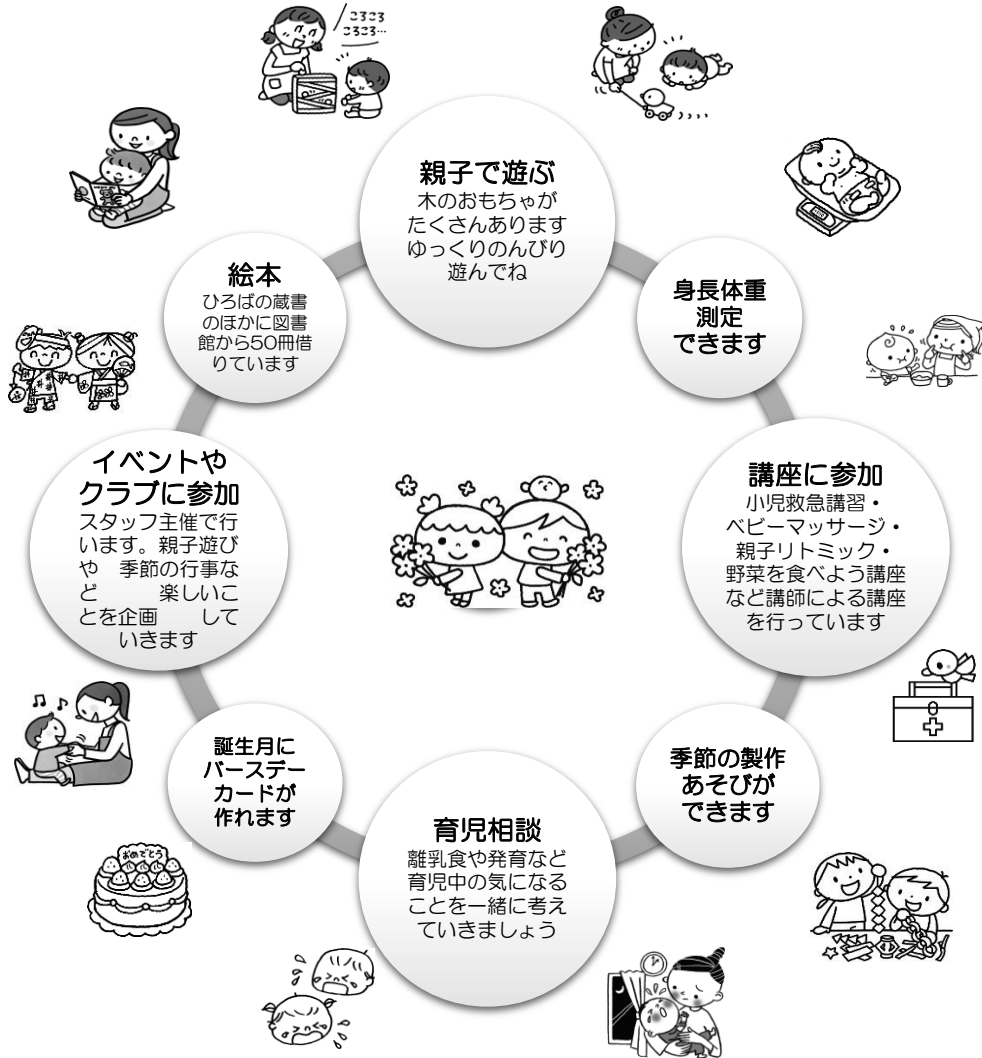 ころころ
ころころ…
親子で遊ぶ
木のおもちゃが
たくさんあります
ゆっくりのんびり
遊んでね
身長体重
測定
できます
講座に参加
小児救急講習・
ベビーマッサージ・
親子リトミック・
野菜を食べよう講座
など講師による講座
を行っています
季節の製作
あそびが
できます
育児相談
離乳食や発育など
育児中の気になる
ことを一緒に考え
ていきましょう
誕生月に
バースデー
カードが
作れます
おめでとう
イベントや
クラブに参加
スタッフ主催で行
います。親子遊び
や　季節の行事な
ど　　　楽しいこ
とを企画　　して
いきます
絵本
ひろばの蔵書
のほかに図書
館から50冊借
りています